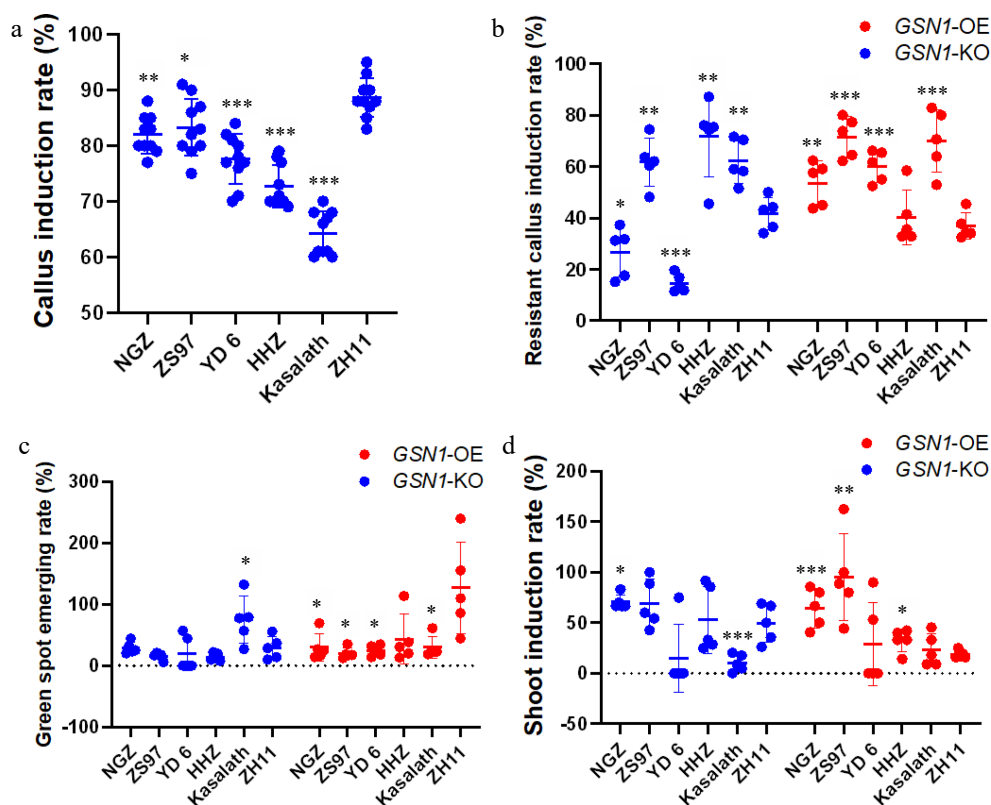 a
Callus induction rate (%)
100
90
80
70
60
50
**
*
***
***
***
NGZ
ZS97
YD 6
HHZ
Kasalath
ZH11
b
GSN1-OE
GSN1-KO
Resistant callus induction rate (%)
100
80
60
40
20
0
*
**
***
**
**
**
***
***
***
NGZ
ZS97
YD 6
HHZ
Kasalath
ZH11
NGZ
ZS97
YD 6
HHZ
Kasalath
ZH11
c
GSN1-OE
GSN1-KO
Green spot emerging rate (%)
300
200
100
0
-100
*
*
*
*
*
NGZ
ZS97
YD 6
HHZ
Kasalath
ZH11
NGZ
ZS97
YD 6
HHZ
Kasalath
ZH11
d
GSN1-OE
GSN1-KO
Shoot induction rate (%)
200
150
100
50
0
-50
*
***
***
**
*
NGZ
ZS97
YD 6
HHZ
Kasalath
ZH11
NGZ
ZS97
YD 6
HHZ
Kasalath
ZH11